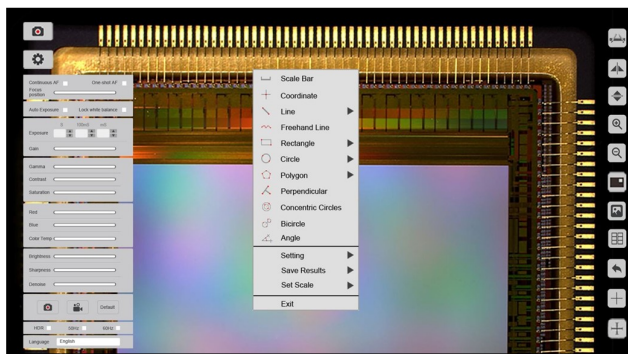 Continuous AF
One-shot AF
Focus position
Auto Exposure
Lock white balance
Exposure
Gain
Gamma
Contrast
Saturation
Red
Blue
Color Temp
Brightness
Sharpness
Denoise
Default
HDR
50Hz
60Hz
Language
English
Scale Bar
Coordinate
Line
Freehand Line
Rectangle
Circle
Polygon
Perpendicular
Concentric Circles
Bicircle
Angle
Setting
Save Results
Set Scale
Exit